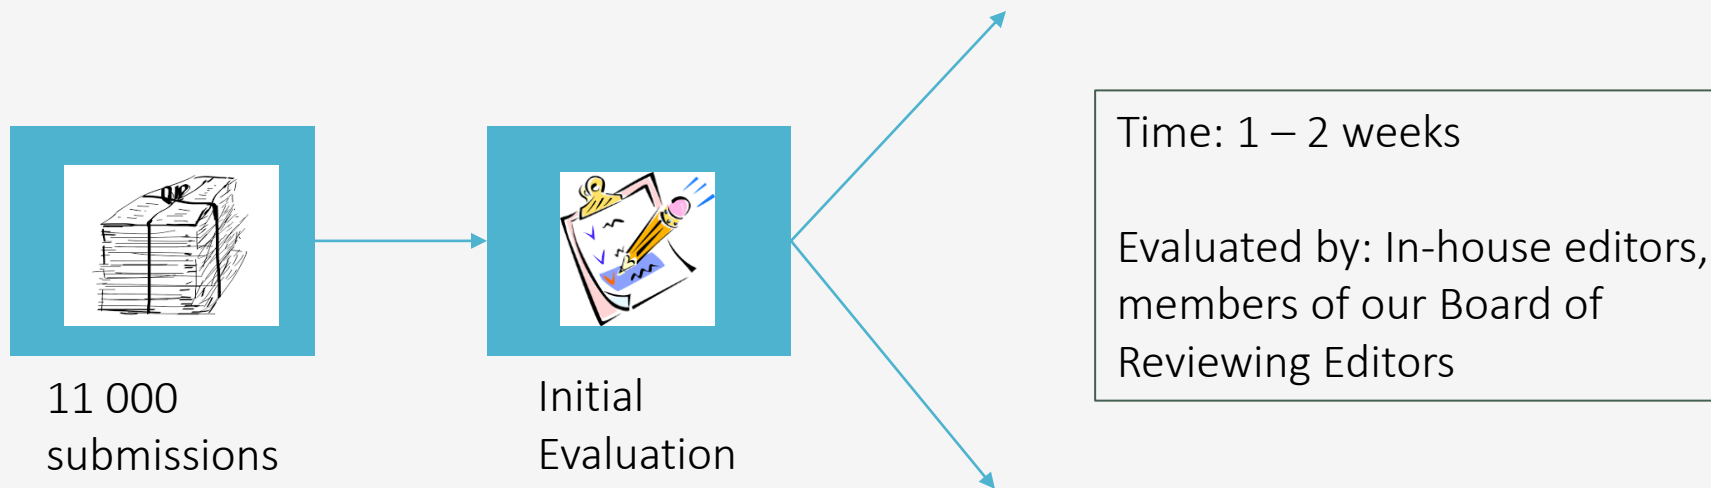 11 000
submissions
Initial
Evaluation
Time: 1 – 2 weeks
Evaluated by: In-house editors,
members of our Board of
Reviewing Editors